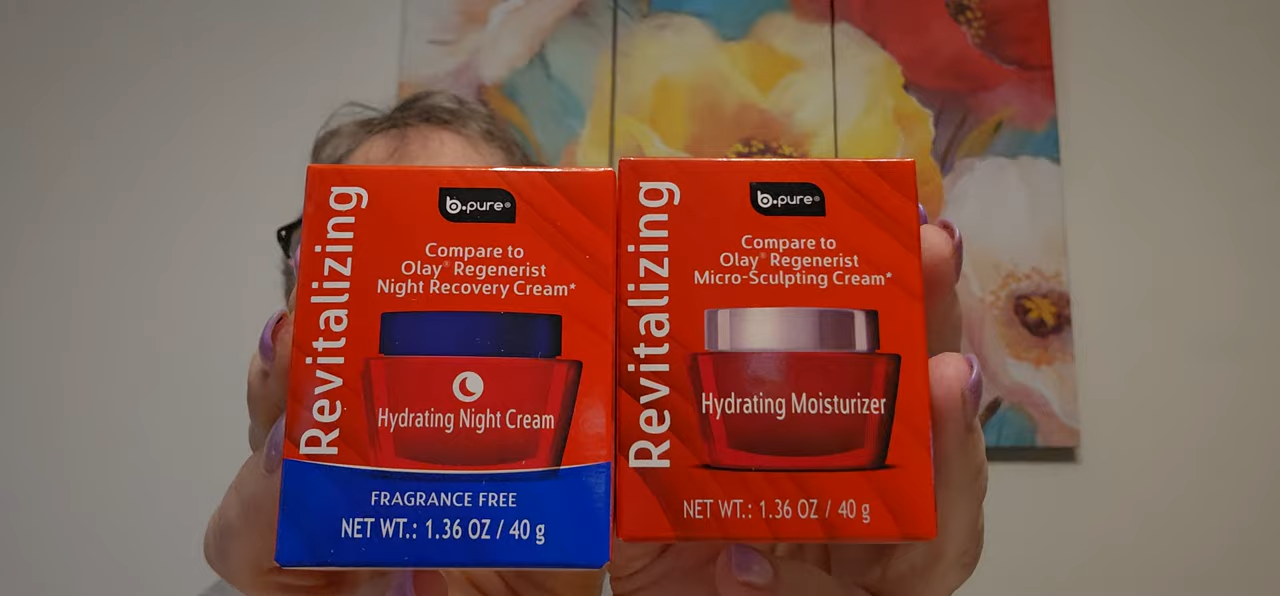 Revitalizing
b.pure®
Compare to
Olay® Regenerist
Night Recovery Cream*
Hydrating Night Cream
FRAGRANCE FREE
NET WT.: 1.36 OZ / 40 g
Revitalizing
b.pure®
Compare to
Olay® Regenerist
Micro-Sculpting Cream*
Hydrating Moisturizer
NET WT.: 1.36 OZ / 40 g